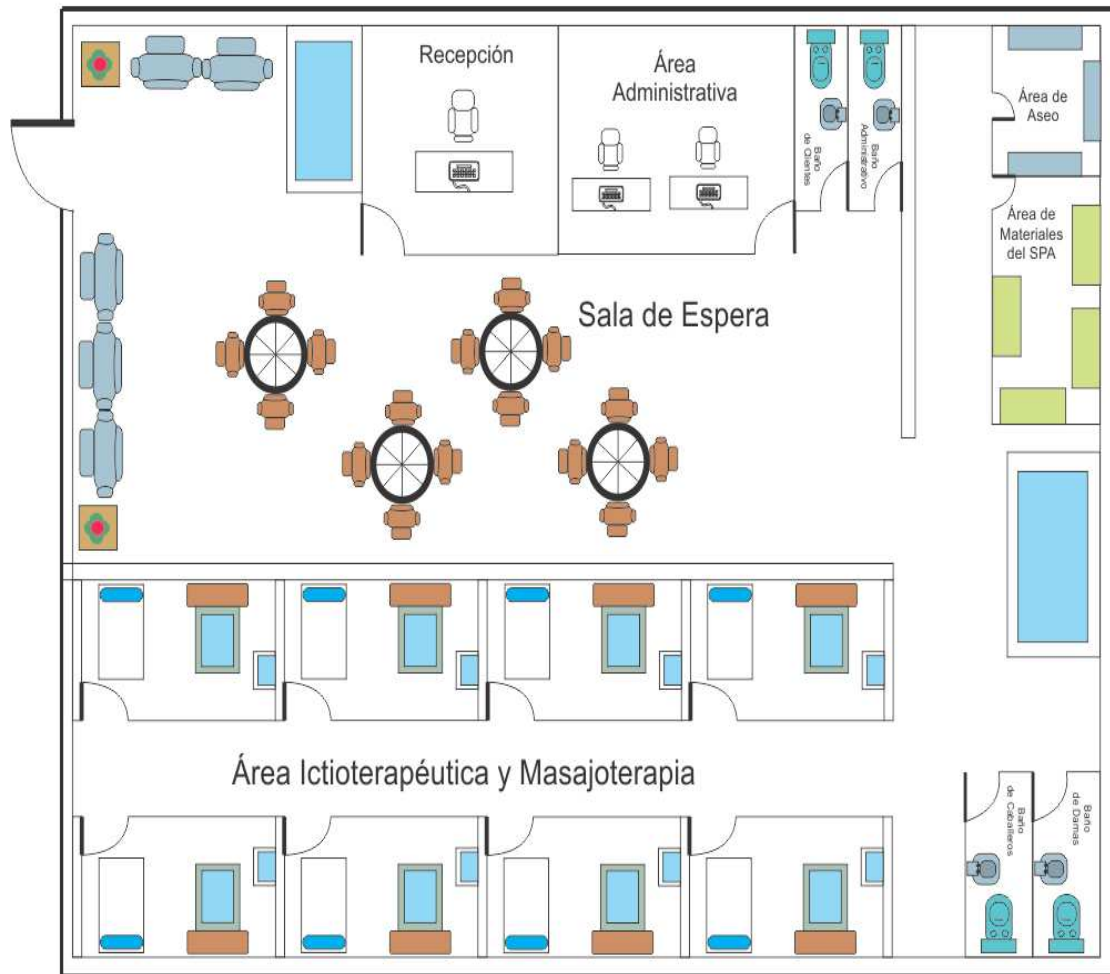 Recepción
Área
Administrativa
Baño
de Clientes
Baño
Administrativo
Área de
Aseo
Área de
Materiales
del SPA
Sala de Espera
Área Ictioterapéutica y Masajoterapia
Baño
de Caballeros
Baño
de Damas